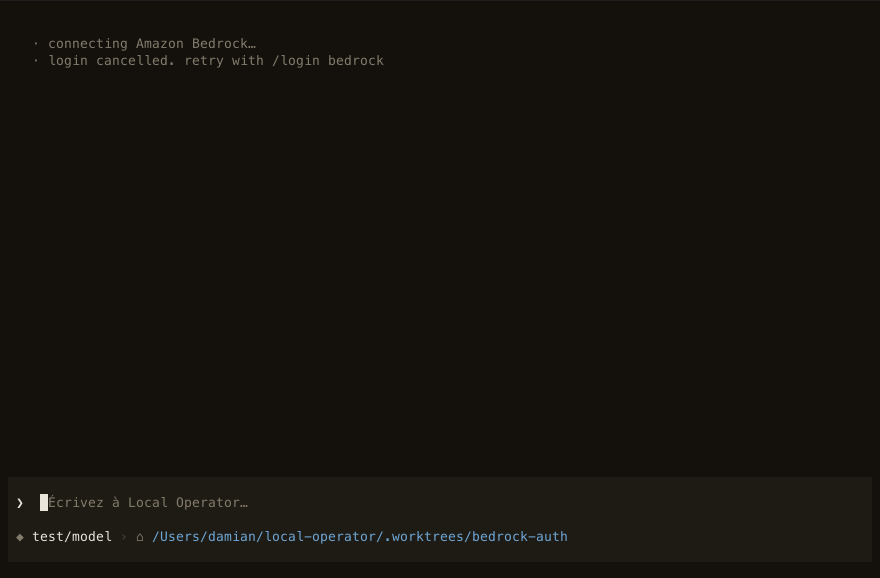 · connecting Amazon Bedrock…
· login cancelled. retry with /login bedrock
❯ Écrivez à Local Operator…
◆ test/model › ⌂ /Users/damian/local-operator/.worktrees/bedrock-auth